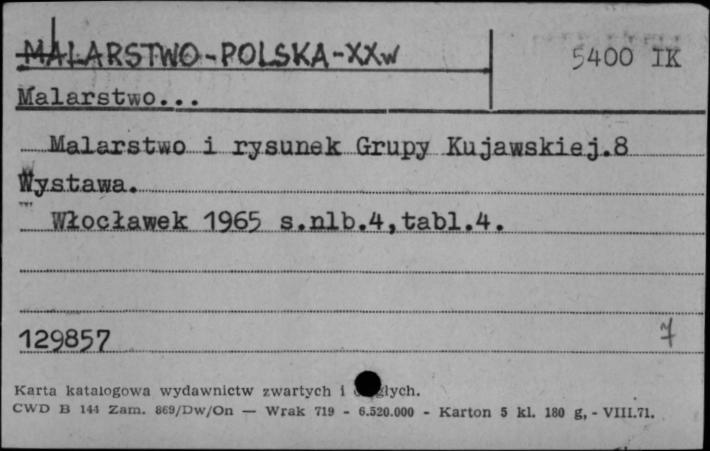 MALARSTWO-POLSKA-XXw
5400 IK
Malarstwo...
Malarstwo i rysunek Grupy Kujawskiej.8
Wystawa.
Włocławek 1965 s.nlb.4,tabl.4.
129857
Karta katalogowa wydawnictw zwartych i
CWD B 144 Zam. 869/Dw/On — Wrak 719 - 6.520.000 - Karton 5 kl. 180 g, - VIII.71.